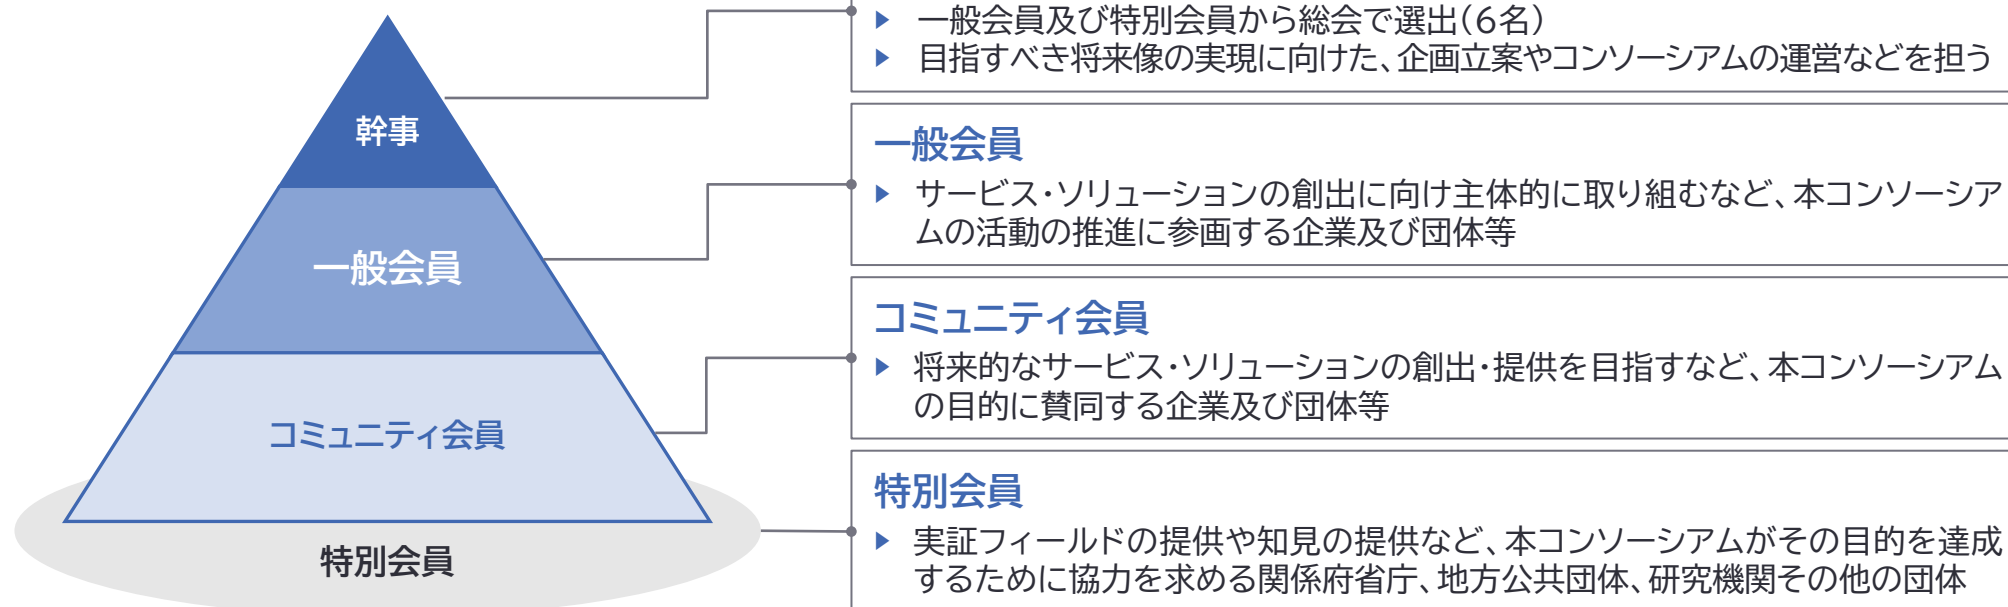 幹事
一般会員
コミュニティ会員
特別会員
▶ 一般会員及び特別会員から総会で選出(6名)
▶ 目指すべき将来像の実現に向けた、企画立案やコンソーシアムの運営などを担う
一般会員
▶ サービス・ソリューションの創出に向け主体的に取り組むなど、本コンソーシア
ムの活動の推進に参画する企業及び団体等
コミュニティ会員
▶ 将来的なサービス・ソリューションの創出・提供を目指すなど、本コンソーシアム
の目的に賛同する企業及び団体等
特別会員
▶ 実証フィールドの提供や知見の提供など、本コンソーシアムがその目的を達成
するために協力を求める関係府省庁、地方公共団体、研究機関その他の団体